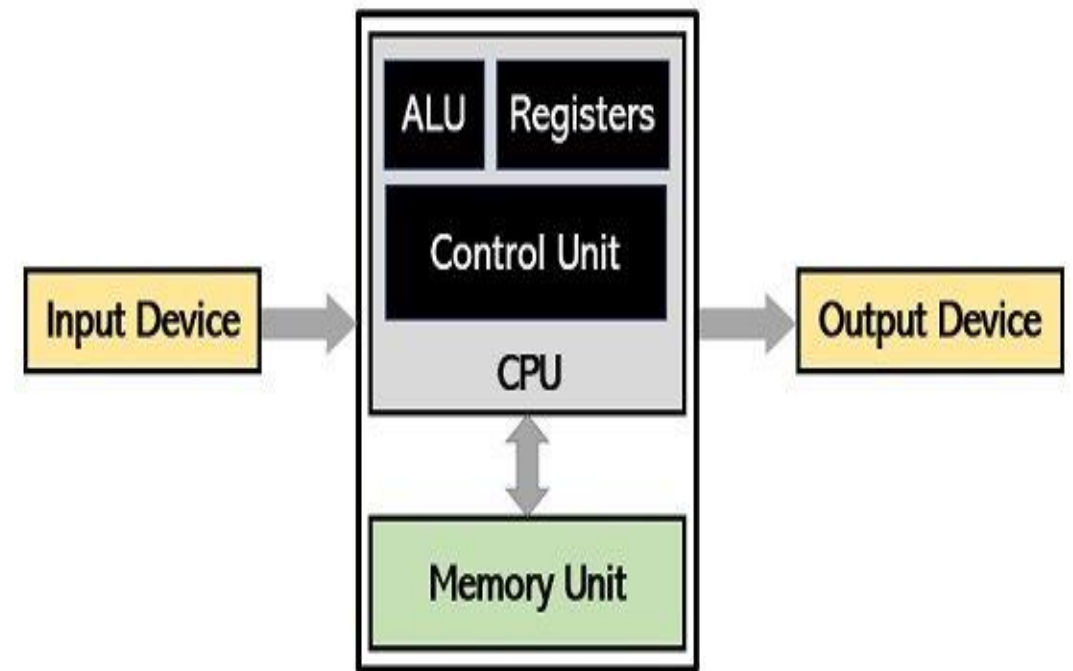 ALU
Registers
Control Unit
Input Device
Output Device
CPU
Memory Unit